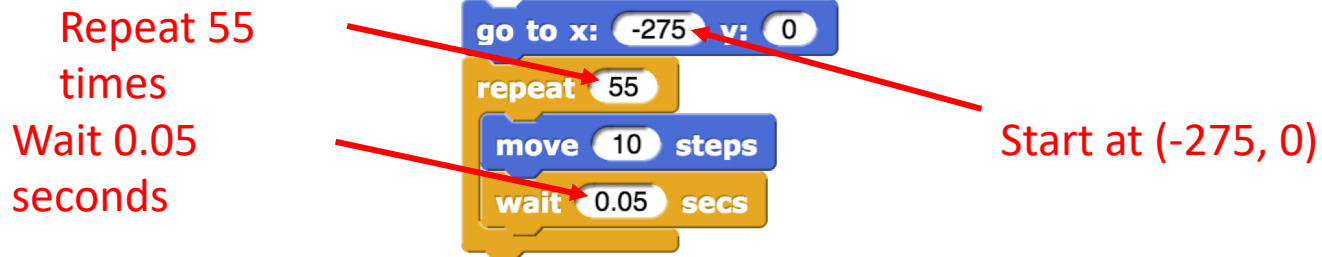 Repeat 55
times
Wait 0.05
seconds
go to x: -275 y: 0
repeat 55
move 10 steps
wait 0.05 secs
Start at (-275, 0)